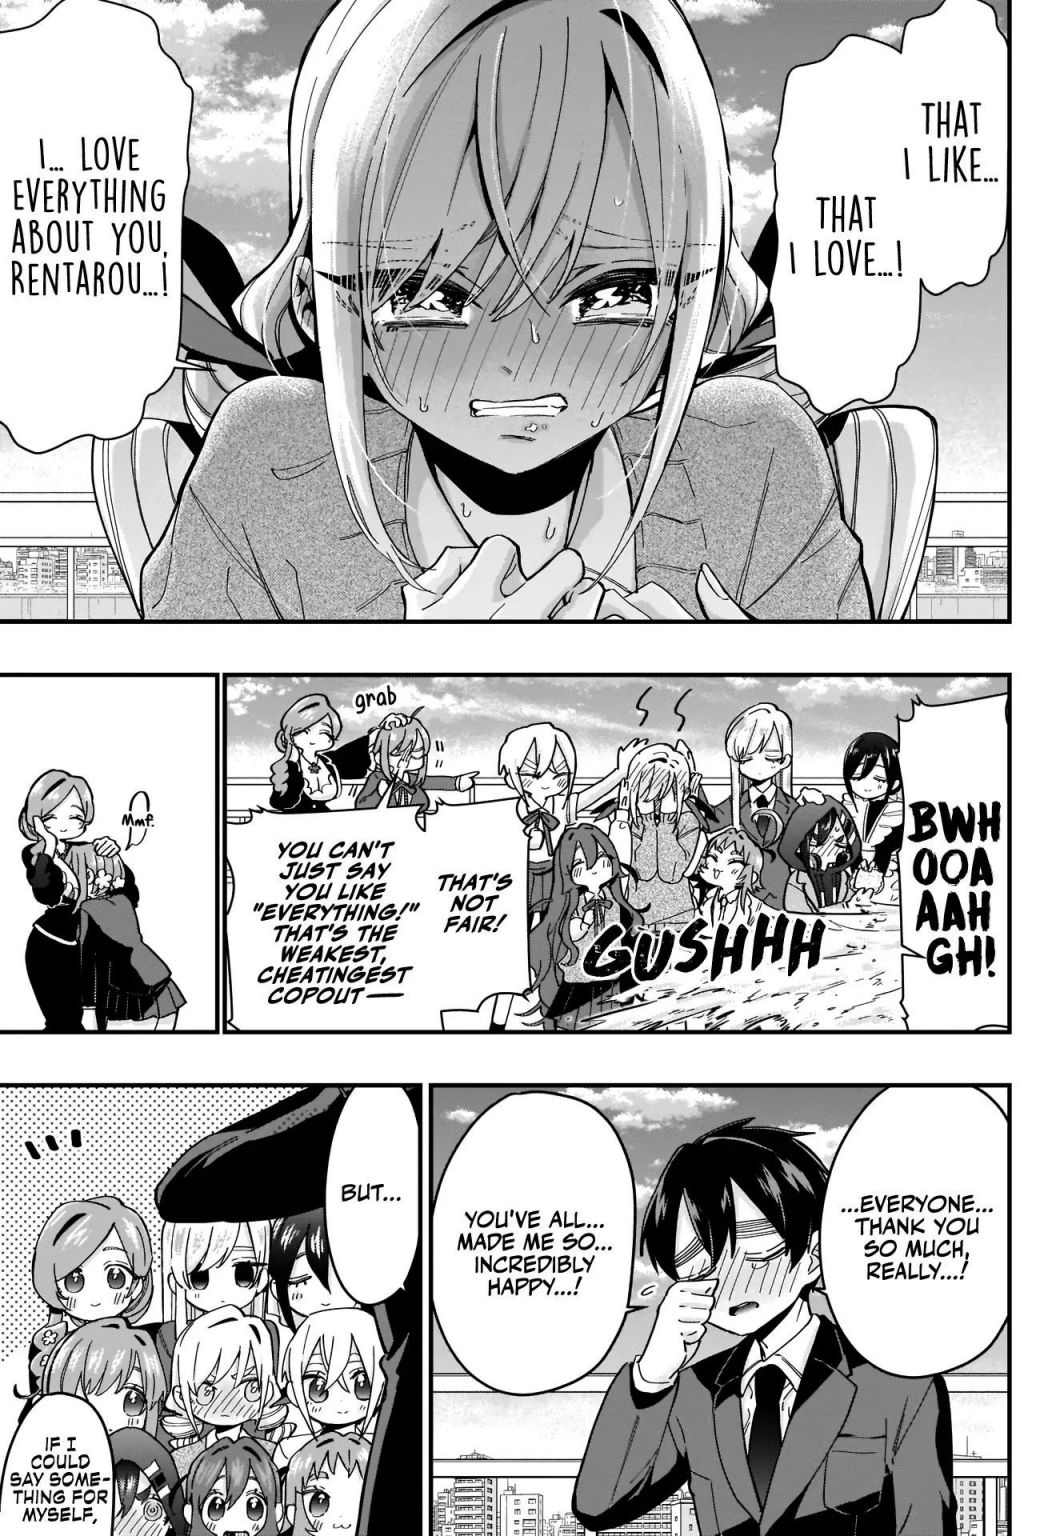 THAT
I LIKE...
THAT
I LOVE...!
I... LOVE
EVERYTHING
ABOUT YOU,
RENTAROU...!
BWH
OOA
AAH
GH!
GUSHHH
grab
THAT'S
NOT
FAIR!
YOU CAN'T
JUST SAY
YOU LIKE
"EVERYTHING!"
THAT'S THE
WEAKEST,
CHEATINGEST
COPOUT—
Mmf.
...EVERYONE...
THANK YOU
SO MUCH,
REALLY...!
YOU'VE ALL...
MADE ME SO...
INCREDIBLY
HAPPY...!
BUT...
IF I
COULD
SAY SOME-
THING FOR
MYSELF,